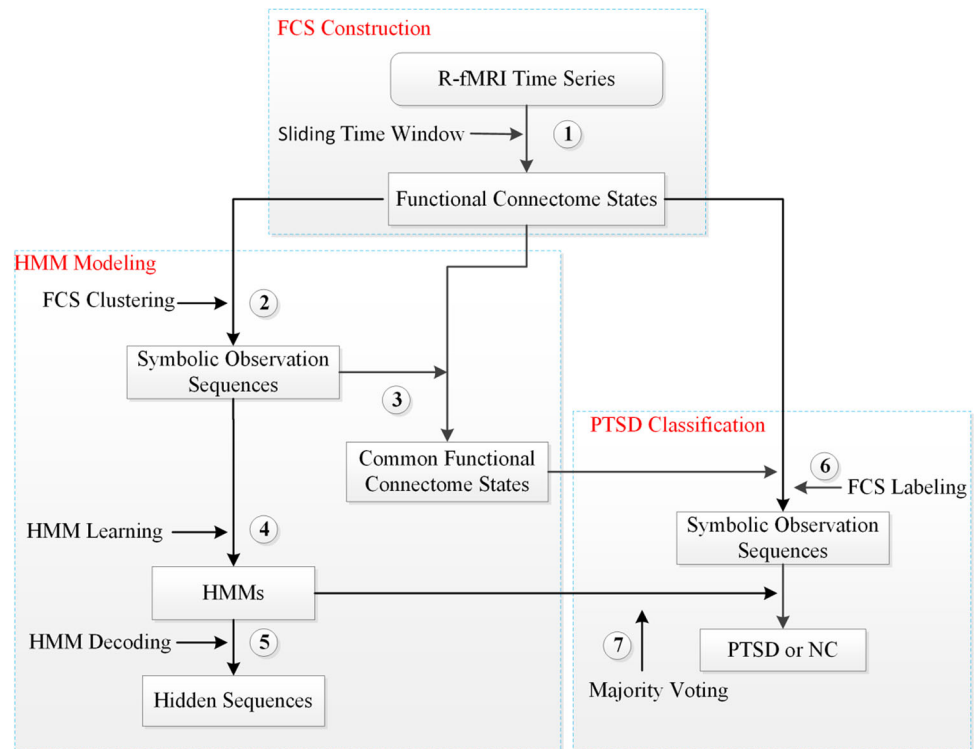 FCS Construction
R-fMRI Time Series
Sliding Time Window
1
Functional Connectome States
HMM Modeling
FCS Clustering
2
Symbolic Observation
Sequences
3
Common Functional
Connectome States
HMM Learning
4
HMMs
HMM Decoding
5
Hidden Sequences
PTSD Classification
6
FCS Labeling
Symbolic Observation
Sequences
7
Majority Voting
PTSD or NC